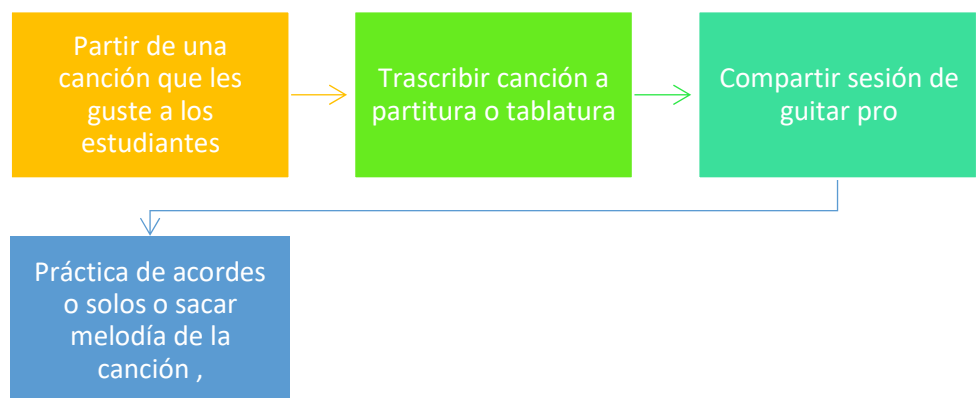 Partir de una
canción que les
guste a los
estudiantes
Trascribir canción a
partitura o tablatura
Compartir sesión de
guitar pro
Práctica de acordes
o solos o sacar
melodía de la
canción ,